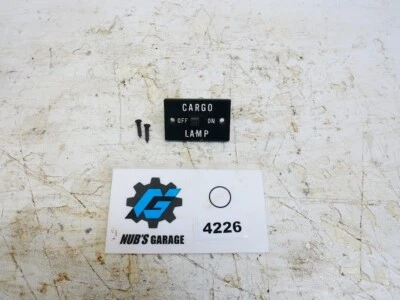 CARGO
OFF ON
LAMP
NUB'S GARAGE
4226